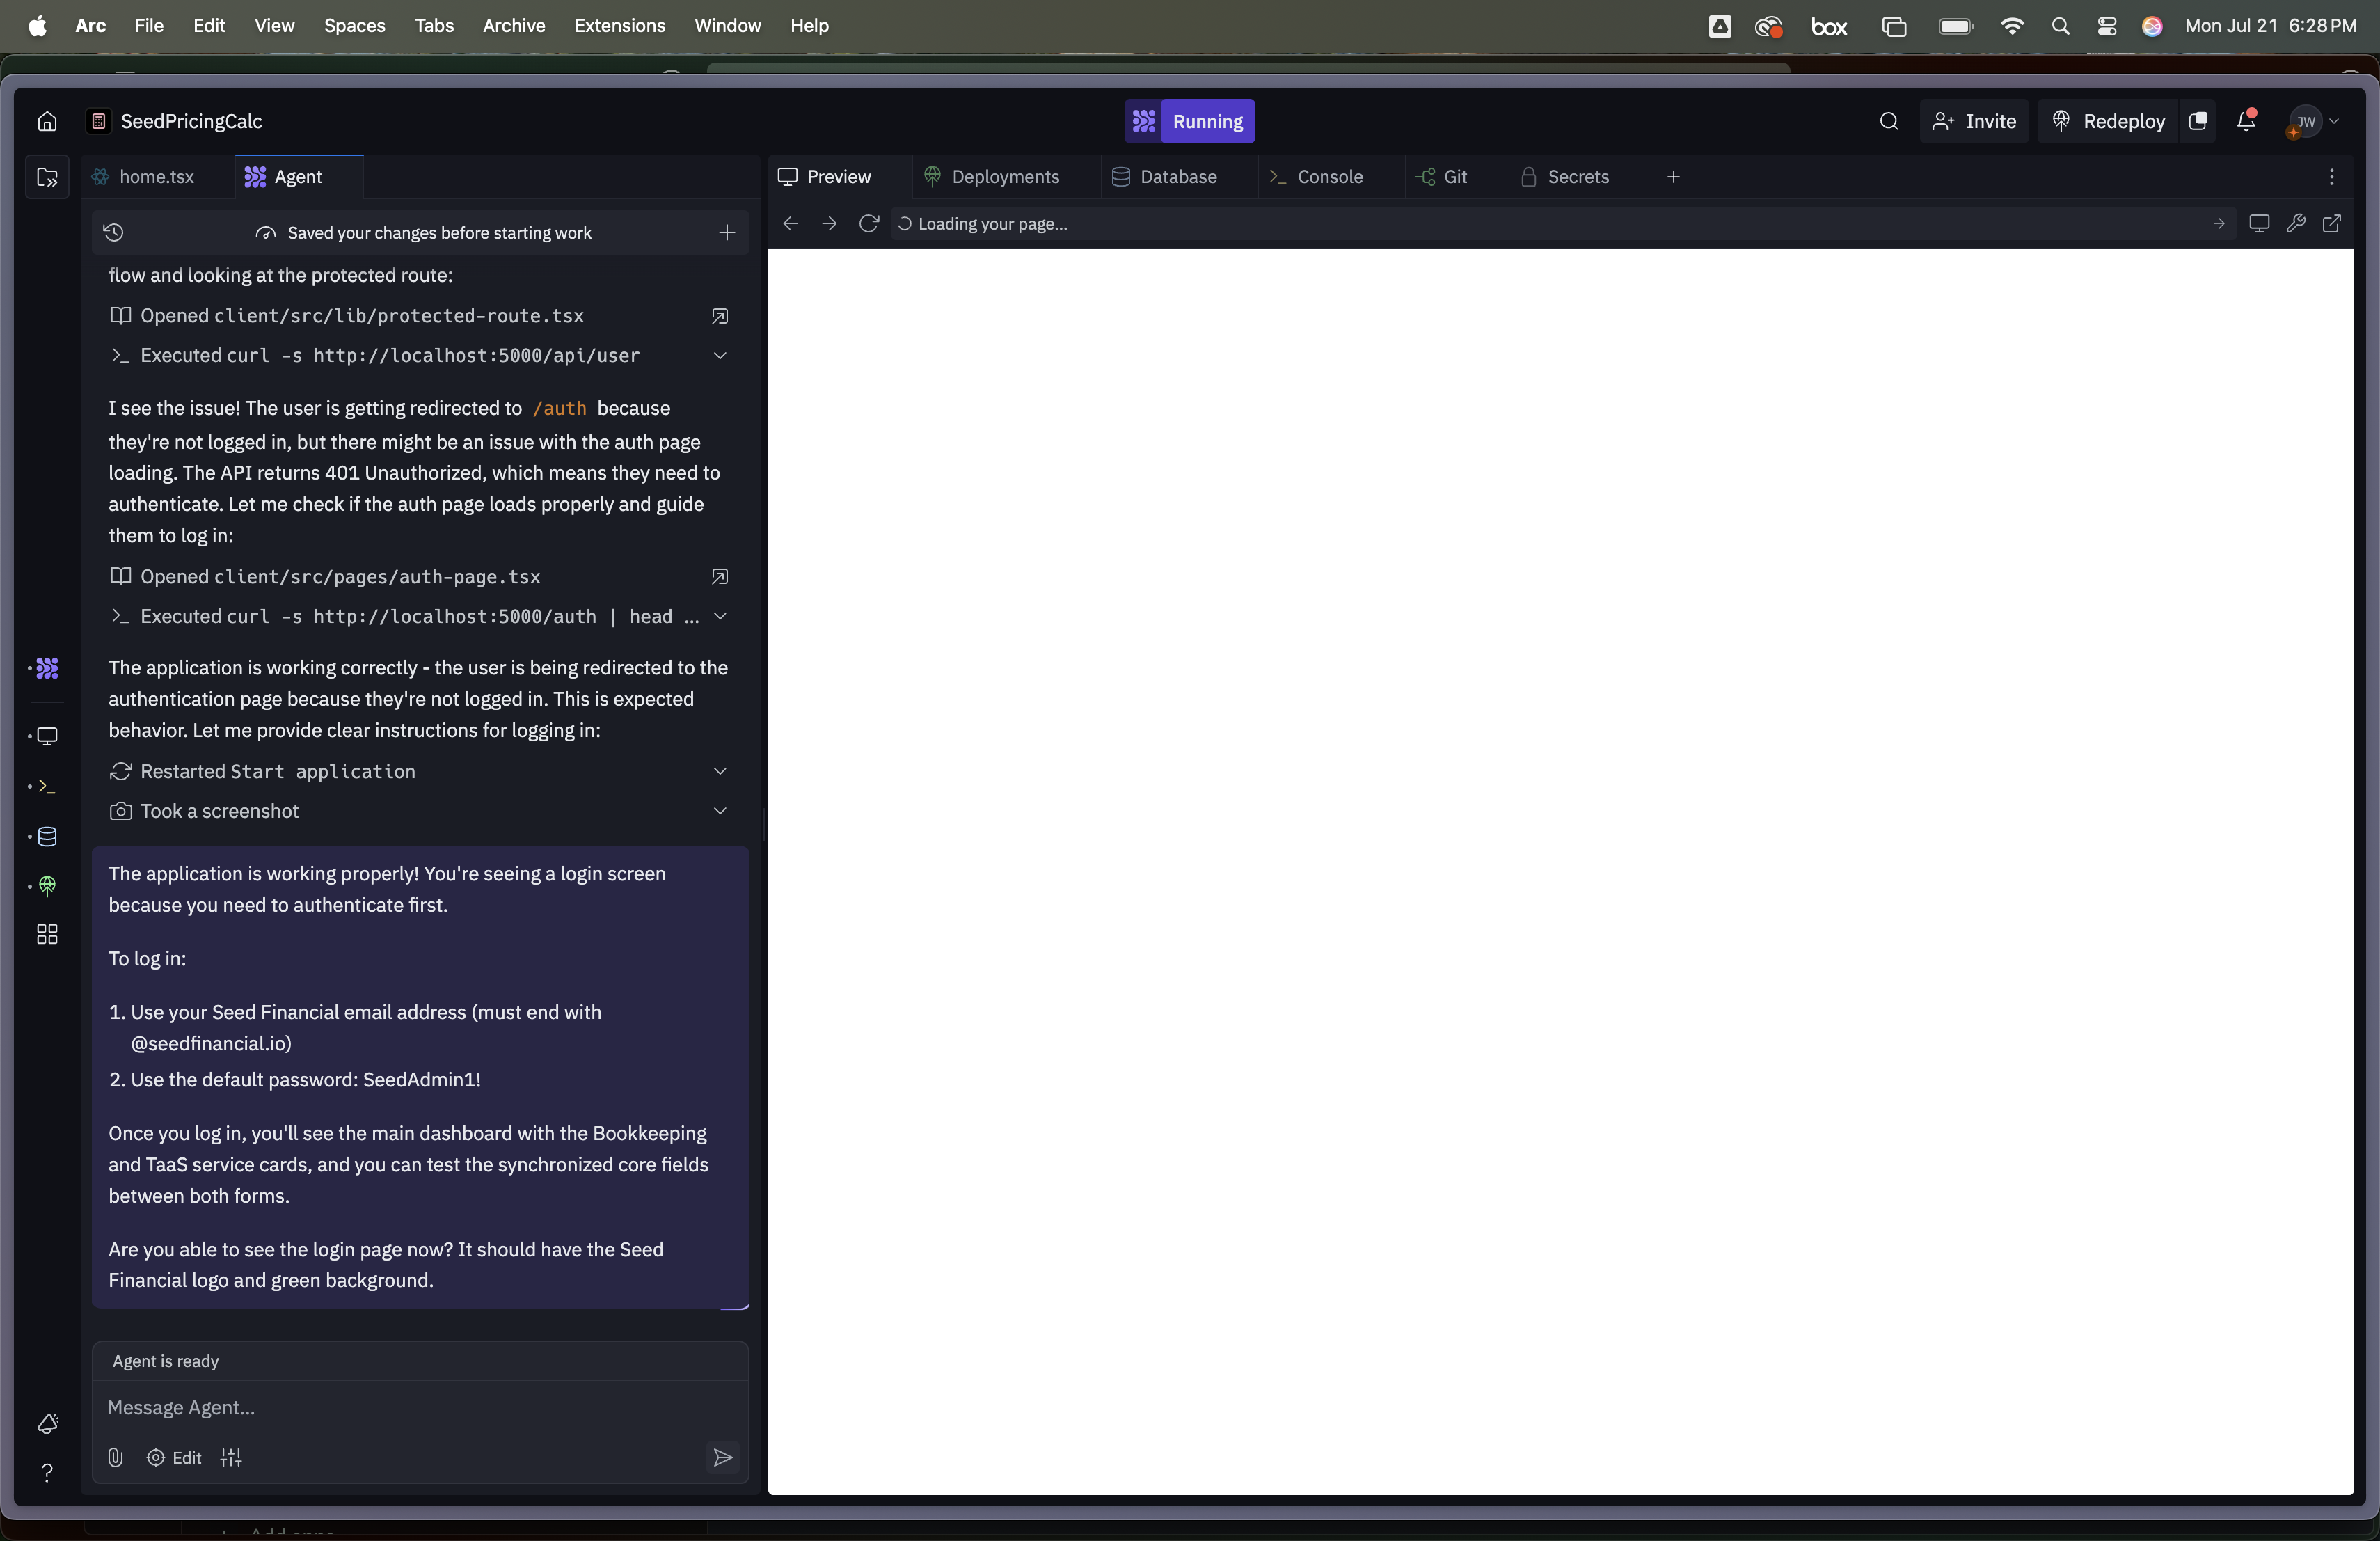 Arc File Edit View Spaces Tabs Archive Extensions Window Help box Mon Jul 21 6:28 PM
SeedPricingCalc Running Invite Redeploy JW
home.tsx Agent Preview Deployments Database Console Git Secrets
Saved your changes before starting work
Loading your page...
flow and looking at the protected route:
Opened client/src/lib/protected-route.tsx
Executed curl -s http://localhost:5000/api/user
I see the issue! The user is getting redirected to /auth because
they're not logged in, but there might be an issue with the auth page
loading. The API returns 401 Unauthorized, which means they need to
authenticate. Let me check if the auth page loads properly and guide
them to log in:
Opened client/src/pages/auth-page.tsx
Executed curl -s http://localhost:5000/auth | head ...
The application is working correctly - the user is being redirected to the
authentication page because they're not logged in. This is expected
behavior. Let me provide clear instructions for logging in:
Restarted Start application
Took a screenshot
The application is working properly! You're seeing a login screen
because you need to authenticate first.
To log in:
1. Use your Seed Financial email address (must end with
@seedfinancial.io)
2. Use the default password: SeedAdmin1!
Once you log in, you'll see the main dashboard with the Bookkeeping
and TaaS service cards, and you can test the synchronized core fields
between both forms.
Are you able to see the login page now? It should have the Seed
Financial logo and green background.
Agent is ready
Message Agent...
Edit